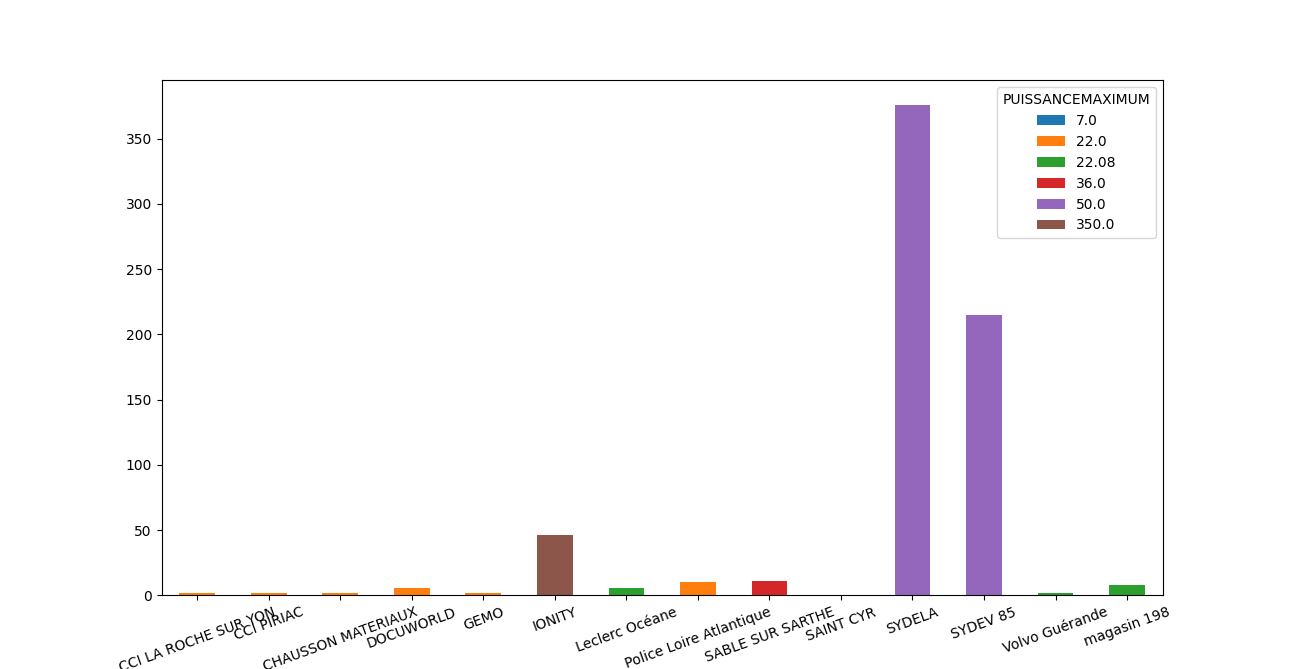 PUISSANCEMAXIMUM
7.0
22.0
22.08
36.0
50.0
350.0
350
300
250
200
150
100
50
0
CCI LA ROCHE SUR YON
CCI PIRIAC
CHAUSSON MATERIAUX
DOCUWORLD
GEMO
IONITY
Leclerc Océane
Police Loire Atlantique
SABLE SUR SARTHE
SAINT CYR
SYDELA
SYDEV 85
Volvo Guérande
magasin 198